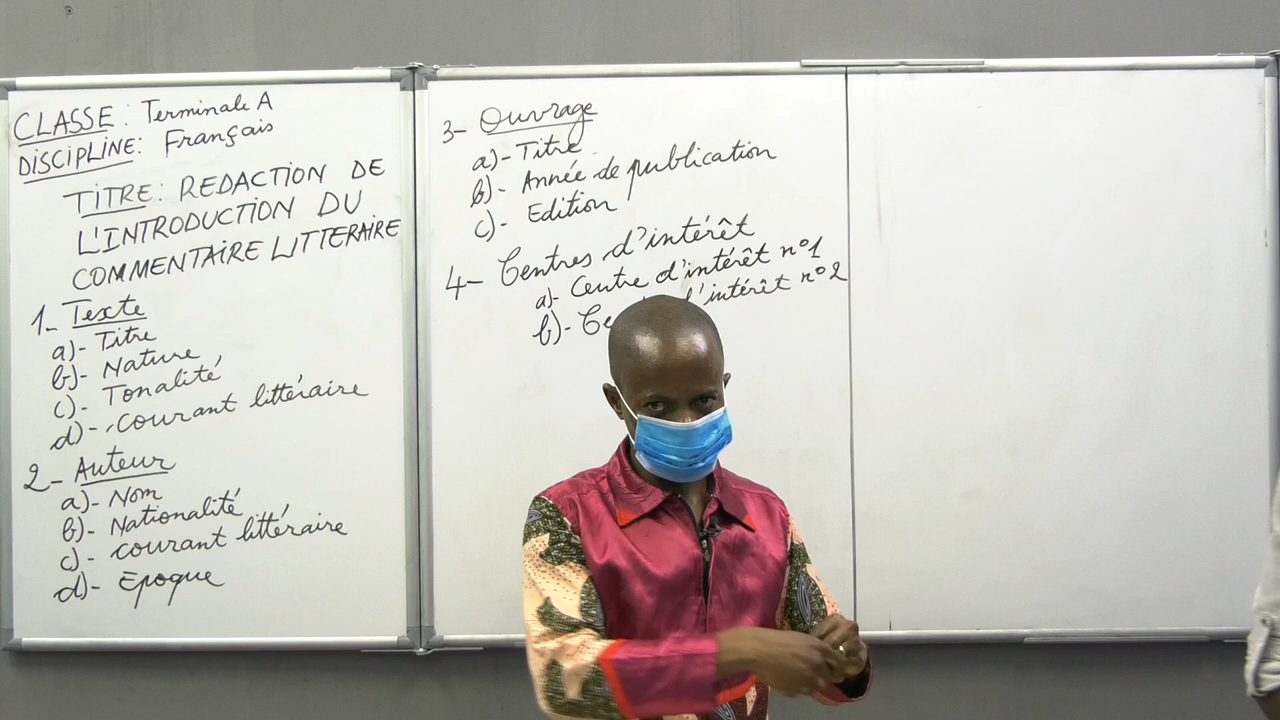 CLASSE : Terminale A
DISCIPLINE : Français
TITRE : REDACTION DE
L'INTRODUCTION DU
COMMENTAIRE LITTERAIRE
1- Texte
a)- Titre
b)- Nature
c)- Tonalité
d)- courant littéraire
2- Auteur
a)- Nom
b)- Nationalité
c)- courant littéraire
d)- Epoque
3- Ouvrage
a)- Titre
b)- Année de publication
c)- Edition
4- Centres d'intérêt
a)- Centre d'intérêt n°1
b)- d'intérêt n°2